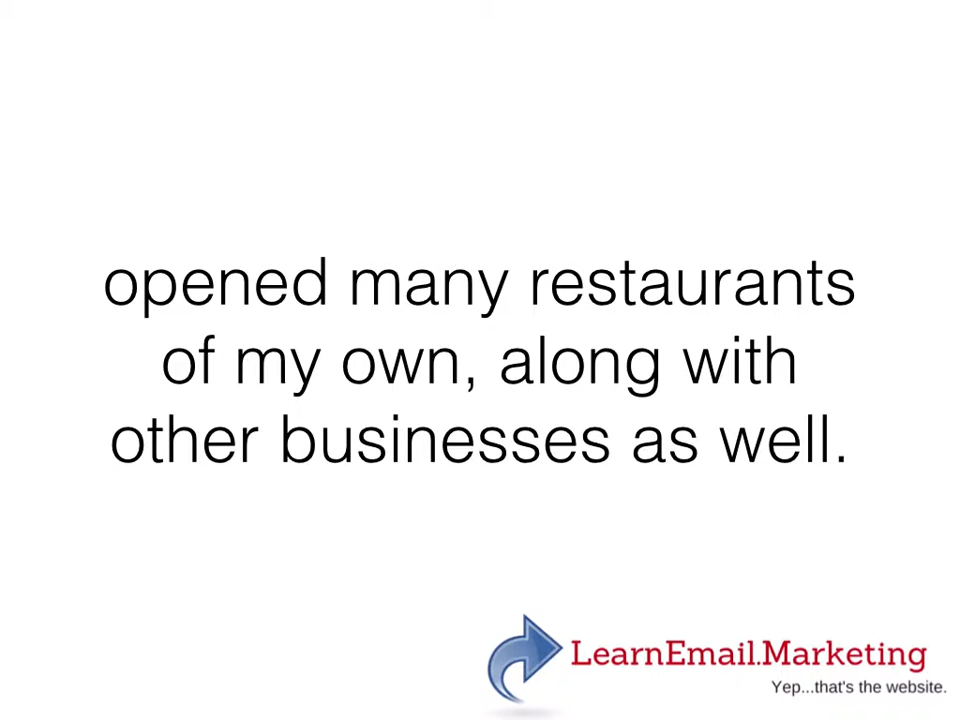 opened many restaurants
of my own, along with
other businesses as well.
LearnEmail.Marketing
Yep...that's the website.